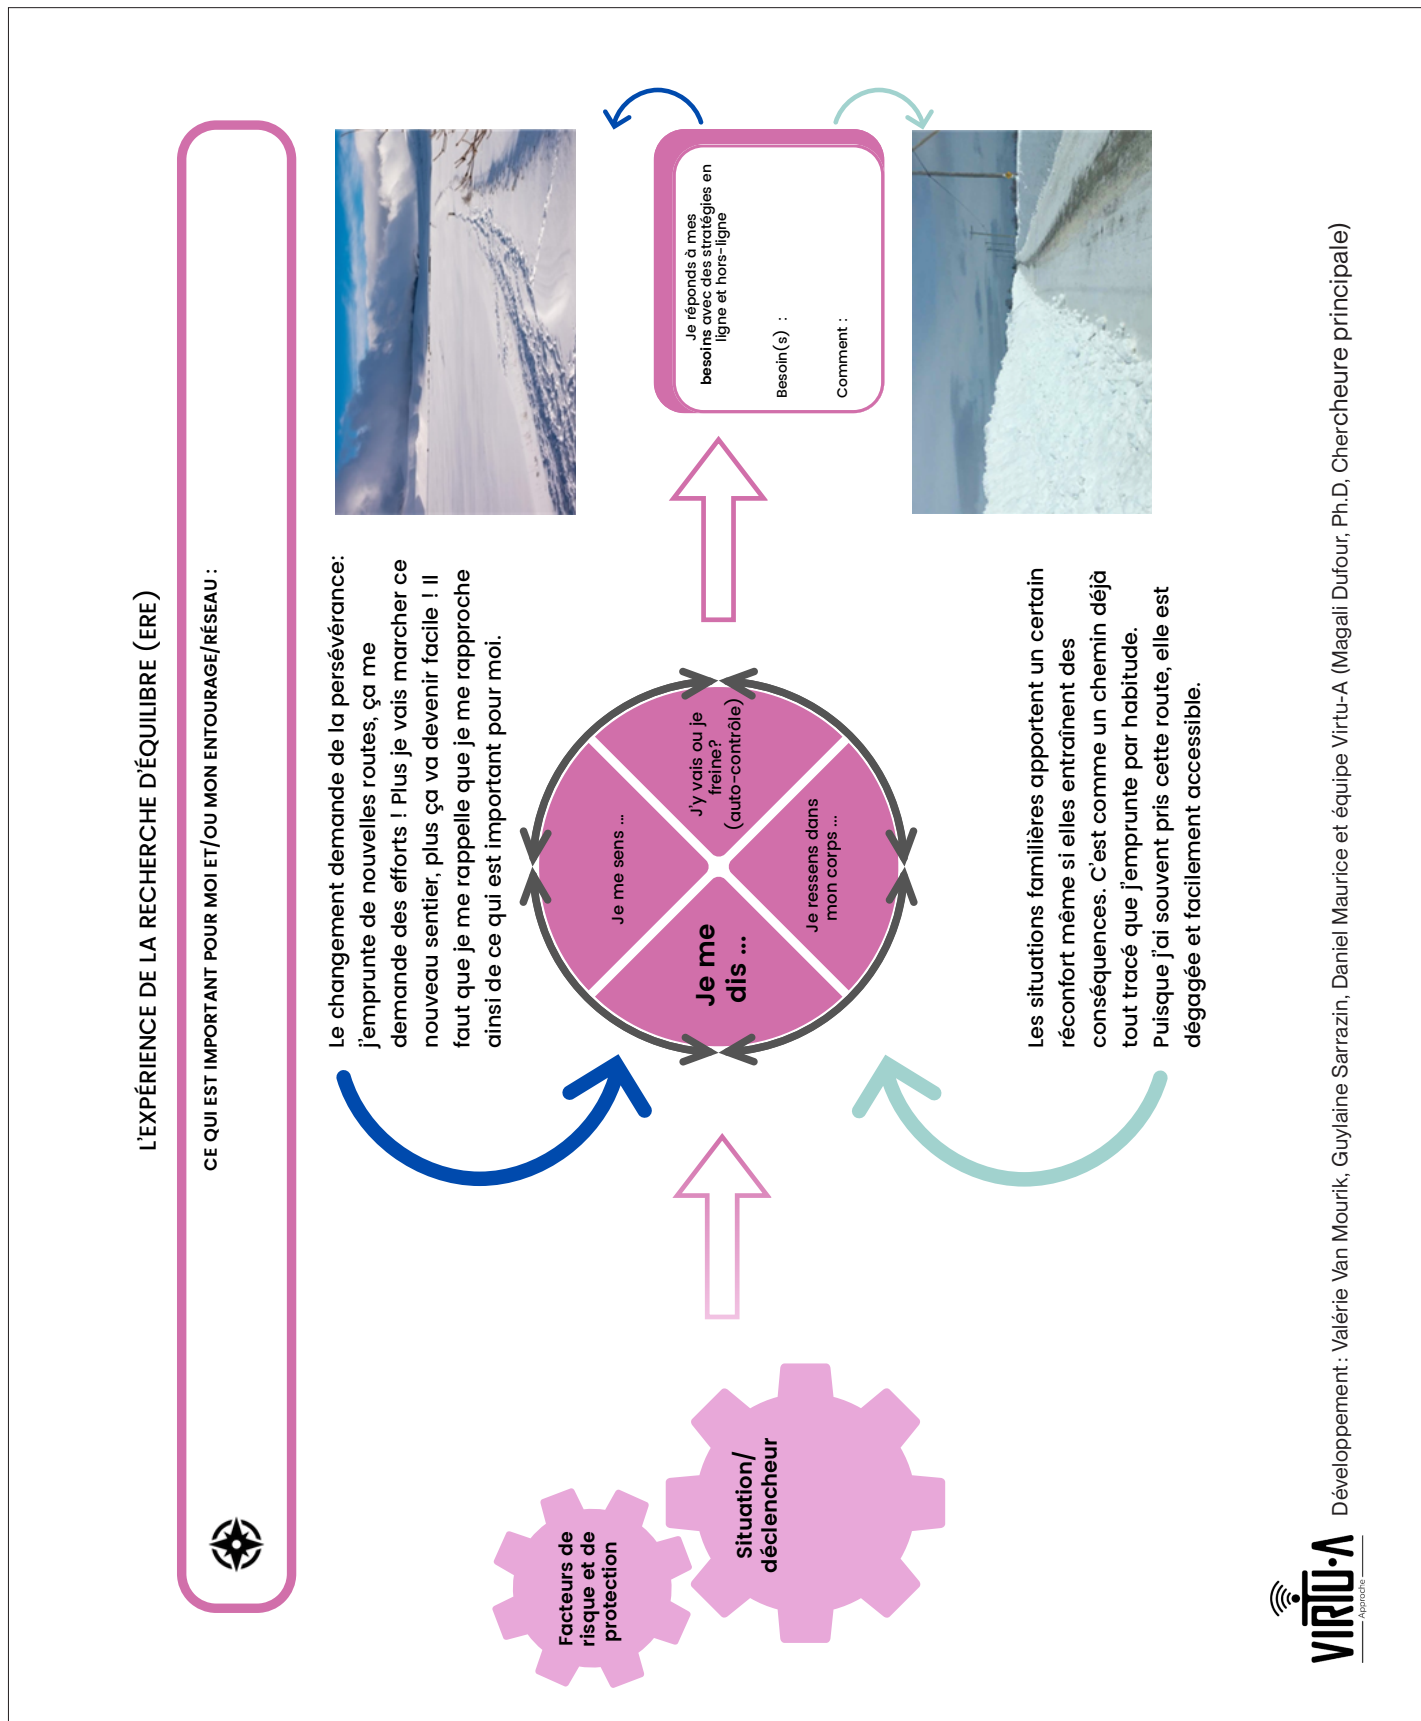 L'EXPÉRIENCE DE LA RECHERCHE D'ÉQUILIBRE (ERE)
CE QUI EST IMPORTANT POUR MOI ET/OU MON ENTOURAGE/RÉSEAU :
Le changement demande de la persévérance:
j'emprunte de nouvelles routes, ça me
demande des efforts ! Plus je vais marcher ce
nouveau sentier, plus ça va devenir facile ! Il
faut que je me rappelle que je me rapproche
ainsi de ce qui est important pour moi.
Facteurs de
risque et de
protection
Situation/
déclencheur
Je me sens ...
Je me
dis ...
J'y vais ou je
freine?
(auto-contrôle)
Je ressens dans
mon corps ...
Je réponds à mes
besoins avec des stratégies en
ligne et hors-ligne
Besoin(s) :
Comment :
Les situations familières apportent un certain
réconfort même si elles entraînent des
conséquences. C'est comme un chemin déjà
tout tracé que j'emprunte par habitude.
Puisque j'ai souvent pris cette route, elle est
dégagée et facilement accessible.
VIRTU·A
Approche
Développement : Valérie Van Mourik, Guylaine Sarrazin, Daniel Maurice et équipe Virtu-A (Magali Dufour, Ph.D, Chercheure principale)